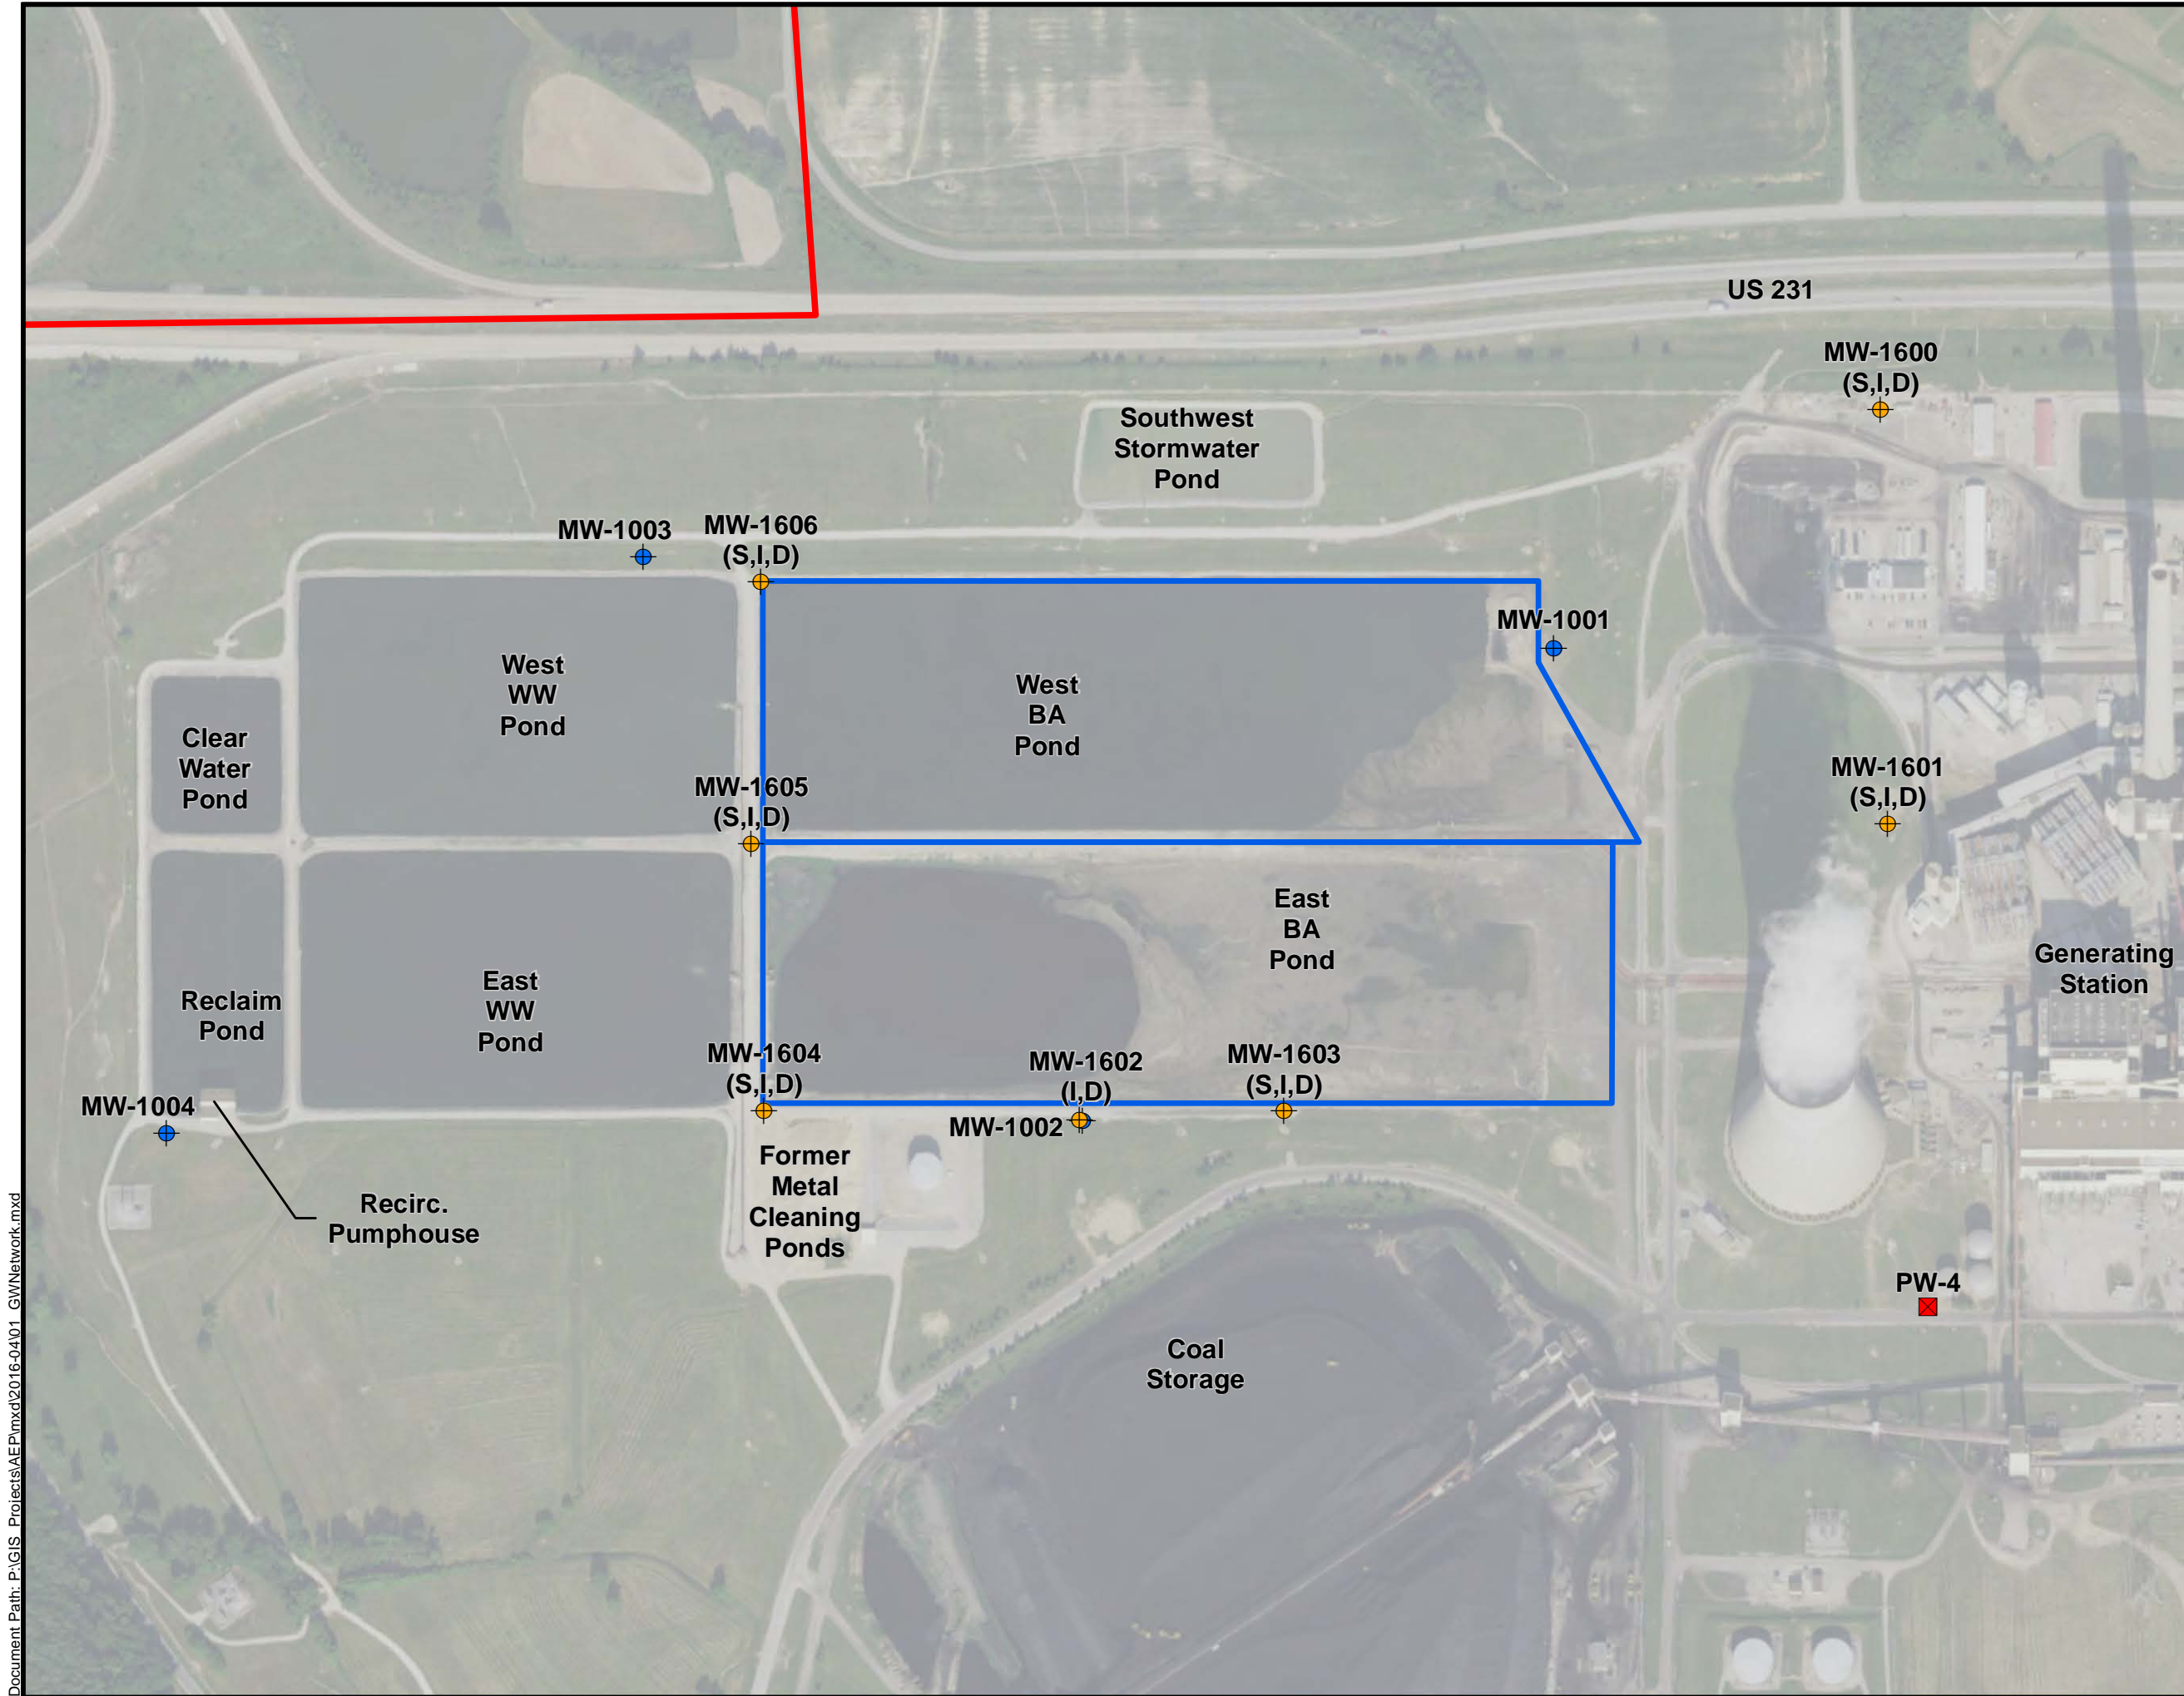 US 231
MW-1600
(S,I,D)
Southwest
Stormwater
Pond
MW-1003
MW-1606
(S,I,D)
MW-1001
West
WW
Pond
West
BA
Pond
Clear
Water
Pond
MW-1605
(S,I,D)
MW-1601
(S,I,D)
East
BA
Pond
Generating
Station
Reclaim
Pond
East
WW
Pond
MW-1604
(S,I,D)
MW-1602
(I,D)
MW-1603
(S,I,D)
MW-1004
MW-1002
Former
Metal
Cleaning
Ponds
Recirc.
Pumphouse
PW-4
Coal
Storage
Document Path: P:\GIS_Projects\AEP\mxd\2016-04\01_GWNetwork.mxd